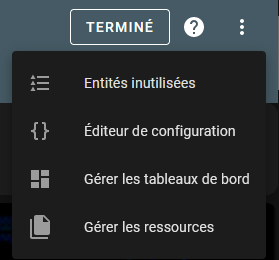 TERMINÉ
Entités inutilisées
Éditeur de configuration
Gérer les tableaux de bord
Gérer les ressources